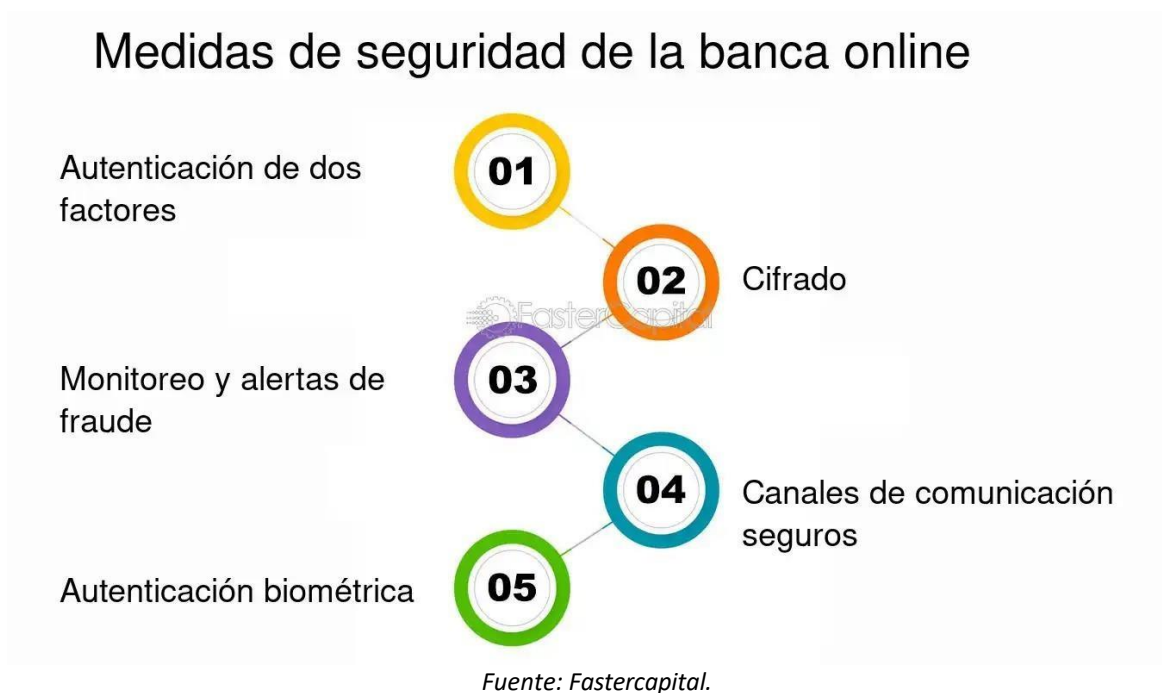 Medidas de seguridad de la banca online
01
Autenticación de dos
factores
02
Cifrado
FasterCapital
03
Monitoreo y alertas de
fraude
04
Canales de comunicación
seguros
05
Autenticación biométrica
Fuente: Fastercapital.